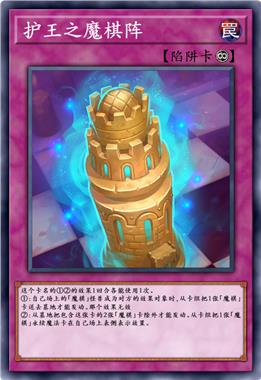 护王之魔棋阵
罠
【陷阱卡】
这个卡名的①②的效果1回合各能使用1次。
①:自己场上的「魔棋」怪兽成为对方的效果对象时,从卡组把1张「魔棋」
卡送去墓地才能发动。那个效果无效
②:从墓地把包含这张卡的2张「魔棋」卡除外才能发动。从卡组把1张「魔
棋」永续魔法卡在自己场上表侧表示放置。